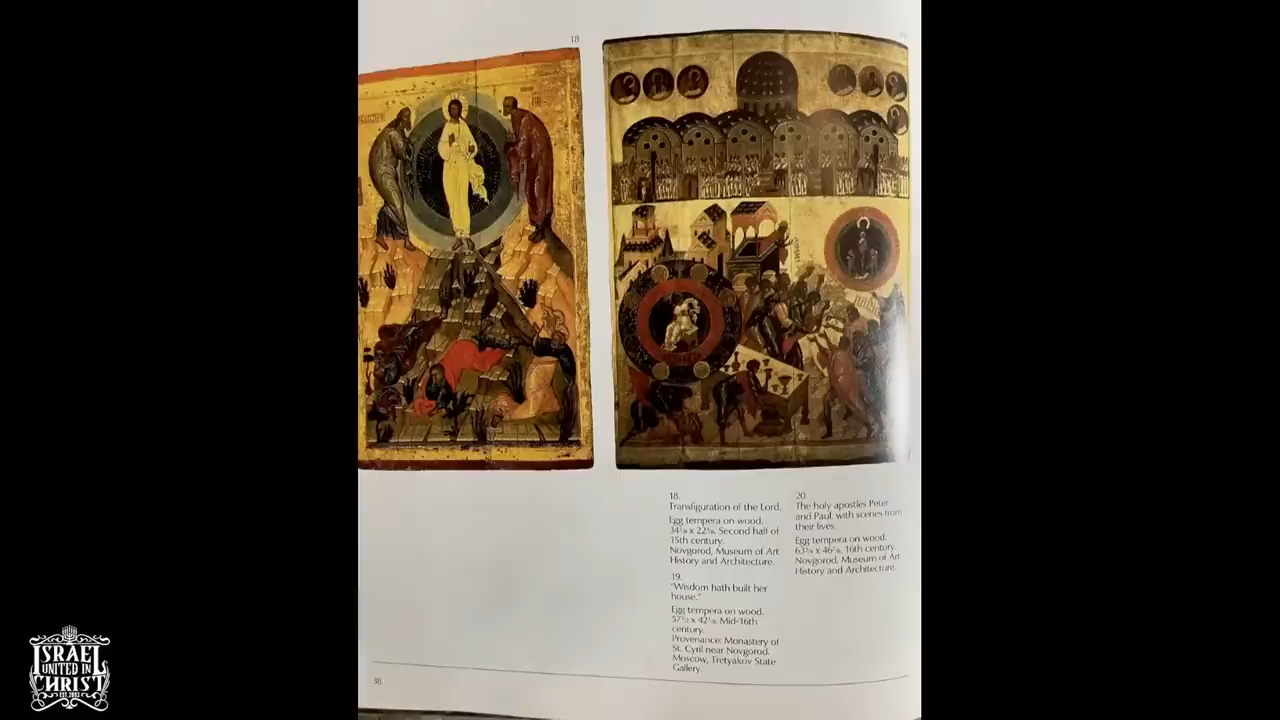 18
18.
Transfiguration of the Lord.
Egg tempera on wood.
Second half of
15th century.
Novgorod, Museum of Art
History and Architecture.
19.
"Wisdom hath built her
house."
Egg tempera on wood.
Mid-16th
century.
Provenance: Monastery of
St. Cyril near Novgorod.
Moscow, Tretyakov State
Gallery.
20
The holy apostles Peter
and Paul, with scenes from
their lives.
Egg tempera on wood.
16th century.
Novgorod, Museum of Art
History and Architecture.
38
ISRAEL
UNITED IN
CHRIST
EST. 2003